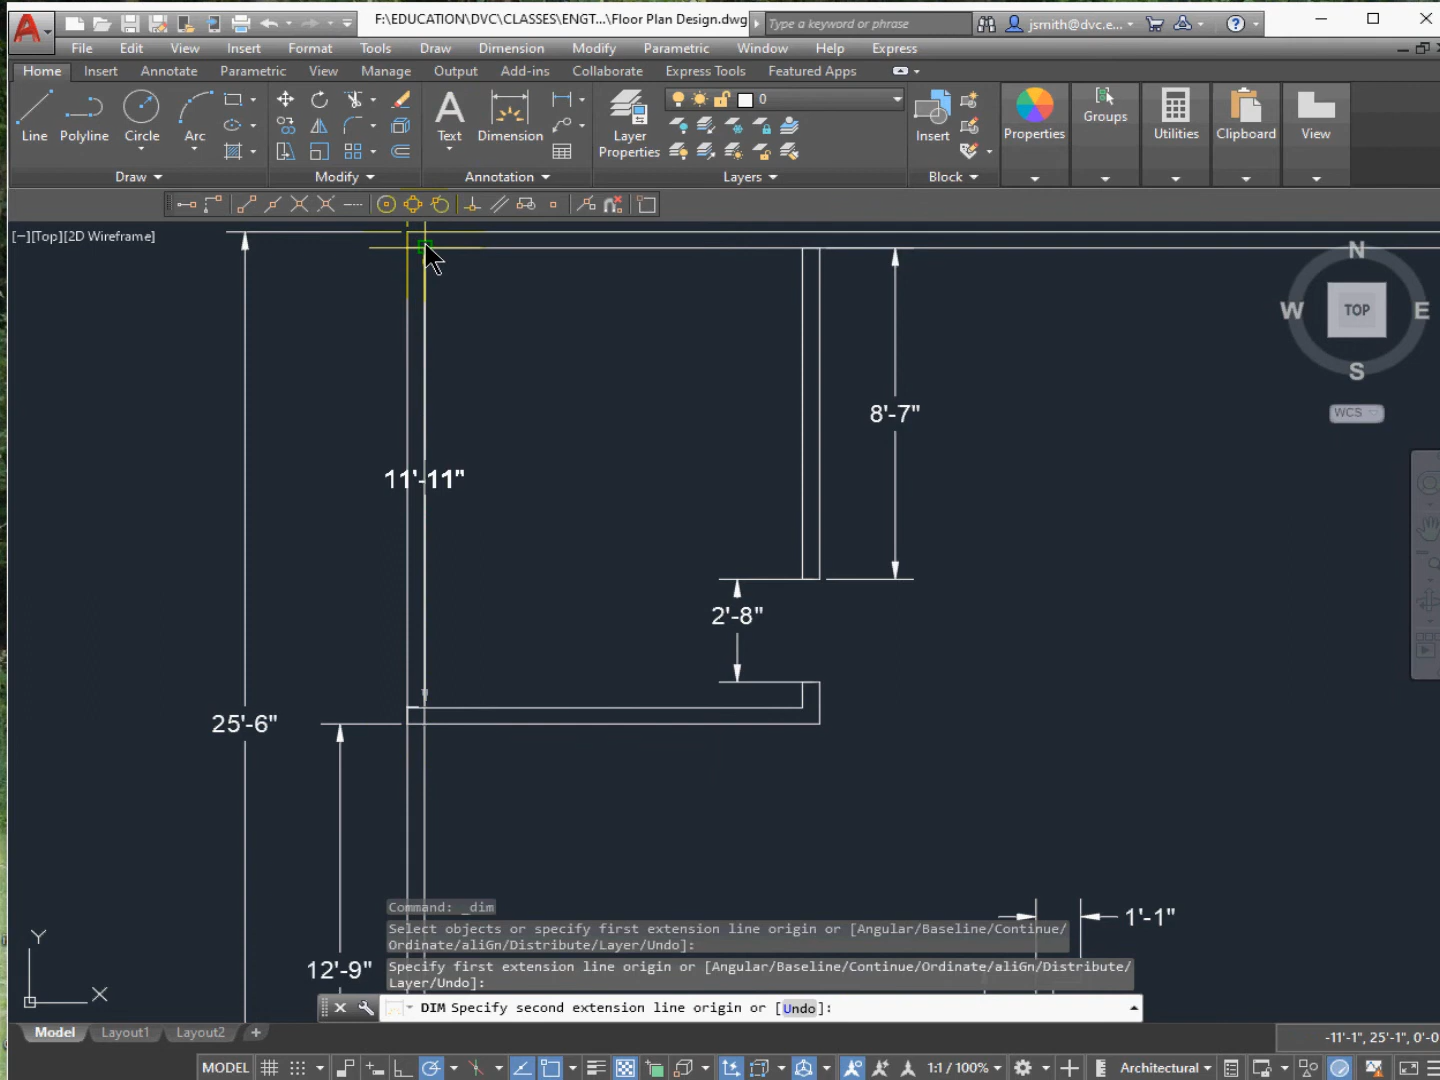 F:\EDUCATION\DVC\CLASSES\ENGT...\Floor Plan Design.dwg
Type a keyword or phrase
jsmith@dvc.e...
File Edit View Insert Format Tools Draw Dimension Modify Parametric Window Help Express
Home Insert Annotate Parametric View Manage Output Add-ins Collaborate Express Tools Featured Apps
0
Line Polyline Circle Arc Text Dimension Layer Properties Insert Properties Groups Utilities Clipboard View
Draw Modify Annotation Layers Block
[−][Top][2D Wireframe]
N
W TOP E
S
WCS
8'-7"
11'-11"
2'-8"
25'-6"
1'-1"
12'-9"
Command: _dim
Select objects or specify first extension line origin or [Angular/Baseline/Continue/
Ordinate/aliGn/Distribute/Layer/Undo]:
Specify first extension line origin or [Angular/Baseline/Continue/Ordinate/aliGn/Distribute/
Layer/Undo]:
DIM Specify second extension line origin or [Undo]:
Y
X
Model Layout1 Layout2 +
-11'-1", 25'-1", 0'-0
MODEL 1:1 / 100% Architectural